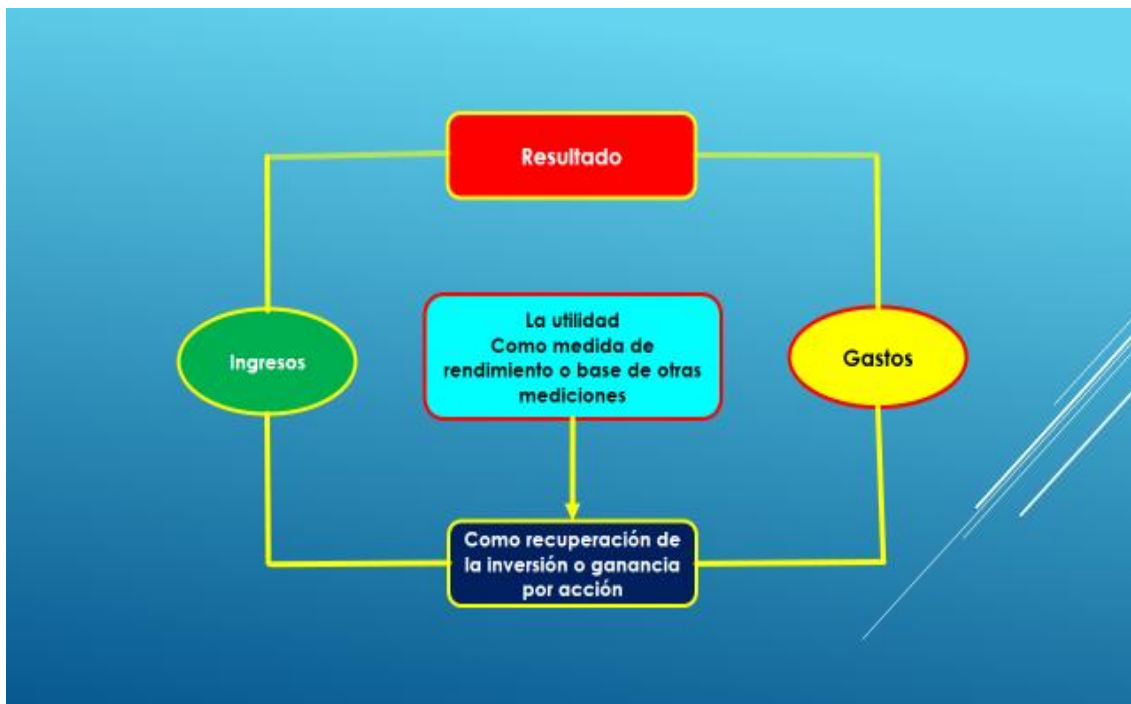 Resultado
Ingresos
La utilidad
Como medida de
rendimiento o base de otras
mediciones
Gastos
Como recuperación de
la inversión o ganancia
por acción